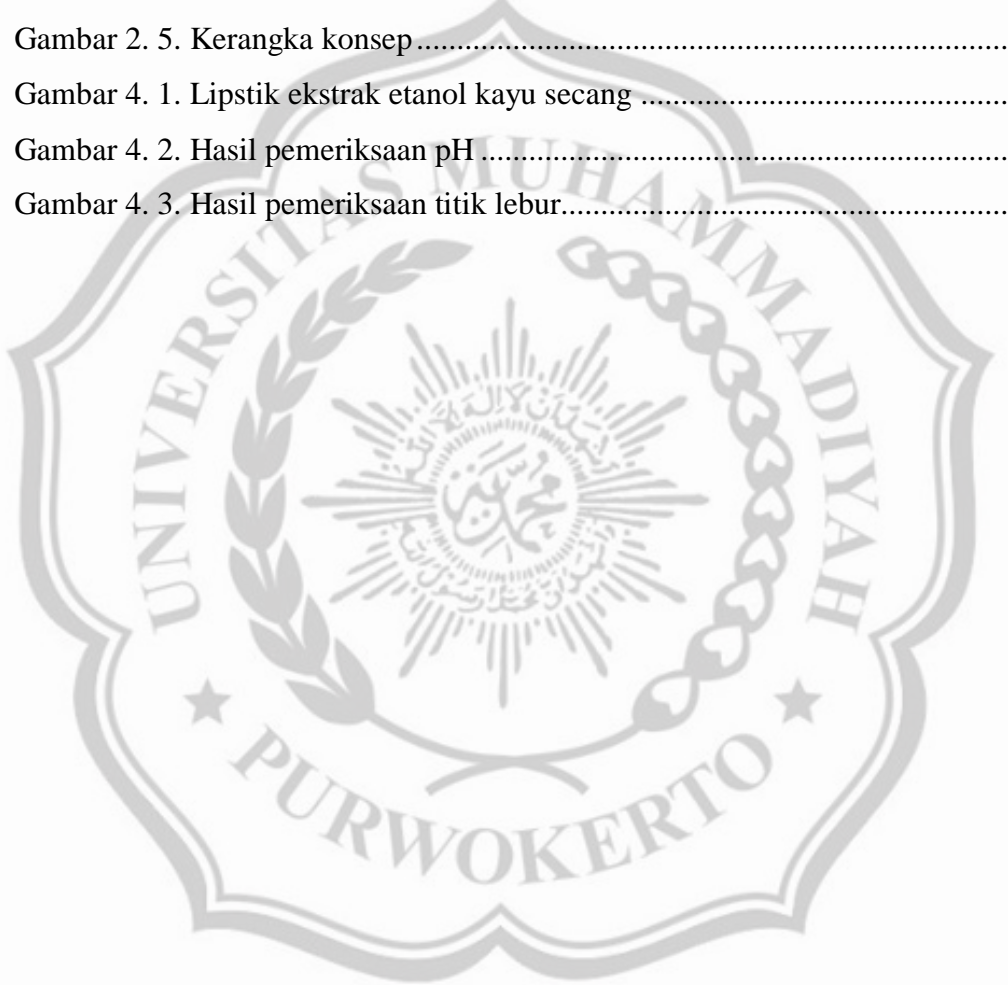 Gambar 2. 5. Kerangka konsep......................................................................
Gambar 4. 1. Lipstik ekstrak etanol kayu secang ............................................
Gambar 4. 2. Hasil pemeriksaan pH ..............................................................
Gambar 4. 3. Hasil pemeriksaan titik lebur.....................................................
UNIVERSITAS MUHAMMADIYAH
PURWOKERTO